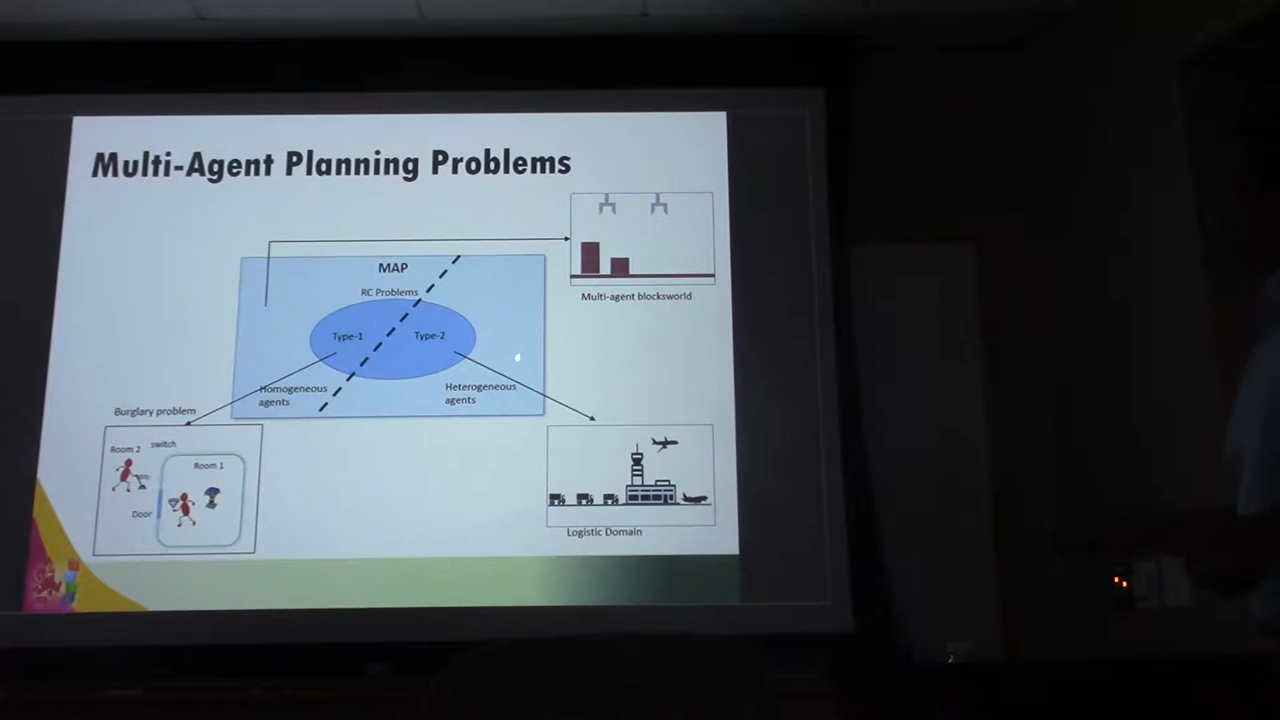 Multi-Agent Planning Problems
MAP
RC Problems
Type-1
Type-2
Homogeneous
agents
Heterogeneous
agents
Multi-agent blocksworld
Burglary problem
Room 2
switch
Room 1
Door
Logistic Domain